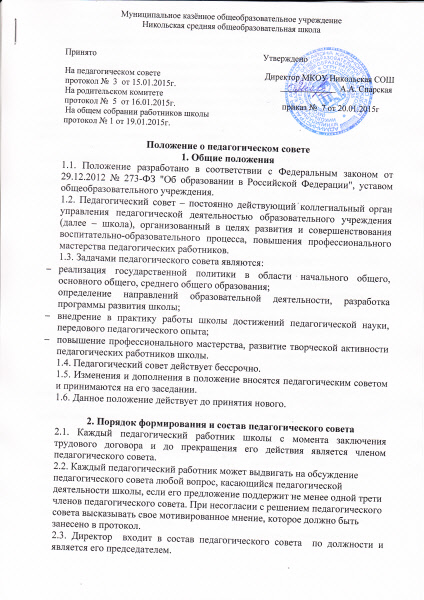 Муниципальное казённое общеобразовательное учреждение
Никольская средняя общеобразовательная школа
Принято
Утверждено
На педагогическом совете
протокол № 3 от 15.01.2015г.
На родительском комитете
протокол № 5 от 16.01.2015г.
На общем собрании работников школы
протокол № 1 от 19.01.2015г.
Директор МКОУ Никольская СОШ
А.А. Спарская
приказ № 7 от 20.01.2015г
Положение о педагогическом совете
1. Общие положения
1.1. Положение разработано в соответствии с Федеральным законом от
29.12.2012 № 273-ФЗ "Об образовании в Российской Федерации", уставом
общеобразовательного учреждения.
1.2. Педагогический совет – постоянно действующий коллегиальный орган
управления педагогической деятельностью образовательного учреждения
(далее – школа), организованный в целях развития и совершенствования
воспитательно-образовательного процесса, повышения профессионального
мастерства педагогических работников.
1.3. Задачами педагогического совета являются:
– реализация государственной политики в области начального общего,
основного общего, среднего общего образования;
определение направлений образовательной деятельности, разработка
программы развития школы;
– внедрение в практику работы школы достижений педагогической науки,
передового педагогического опыта;
– повышение профессионального мастерства, развитие творческой активности
педагогических работников школы.
1.4. Педагогический совет действует бессрочно.
1.5. Изменения и дополнения в положение вносятся педагогическим советом
и принимаются на его заседании.
1.6. Данное положение действует до принятия нового.
2. Порядок формирования и состав педагогического совета
2.1. Каждый педагогический работник школы с момента заключения
трудового договора и до прекращения его действия является членом
педагогического совета.
2.2. Каждый педагогический работник может выдвигать на обсуждение
педагогического совета любой вопрос, касающийся педагогической
деятельности школы, если его предложение поддержит не менее одной трети
членов педагогического совета. При несогласии с решением педагогического
совета высказывать свое мотивированное мнение, которое должно быть
занесено в протокол.
2.3. Директор входит в состав педагогического совета по должности и
является его председателем.